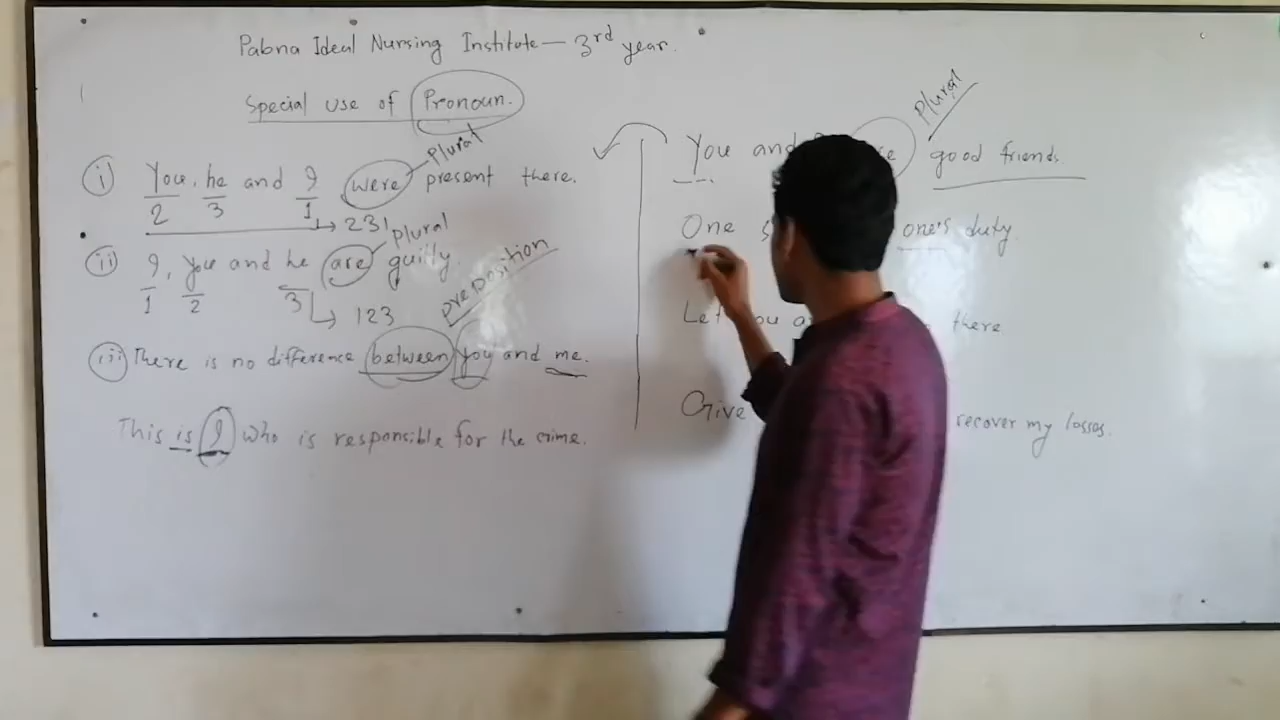 Pabna Ideal Nursing Institute — 3rd year.
Special use of Pronoun.
Plural
i) You, he and I were present there.
2 3 1 → 231
Plural
ii) I, you and he are guilty.
1 2 3 → 123
preposition
iii) There is no difference between you and me.
This is I who is responsible for the crime.
Plural
You and good friends.
One one's duty.
Let you there
Give recover my losses.